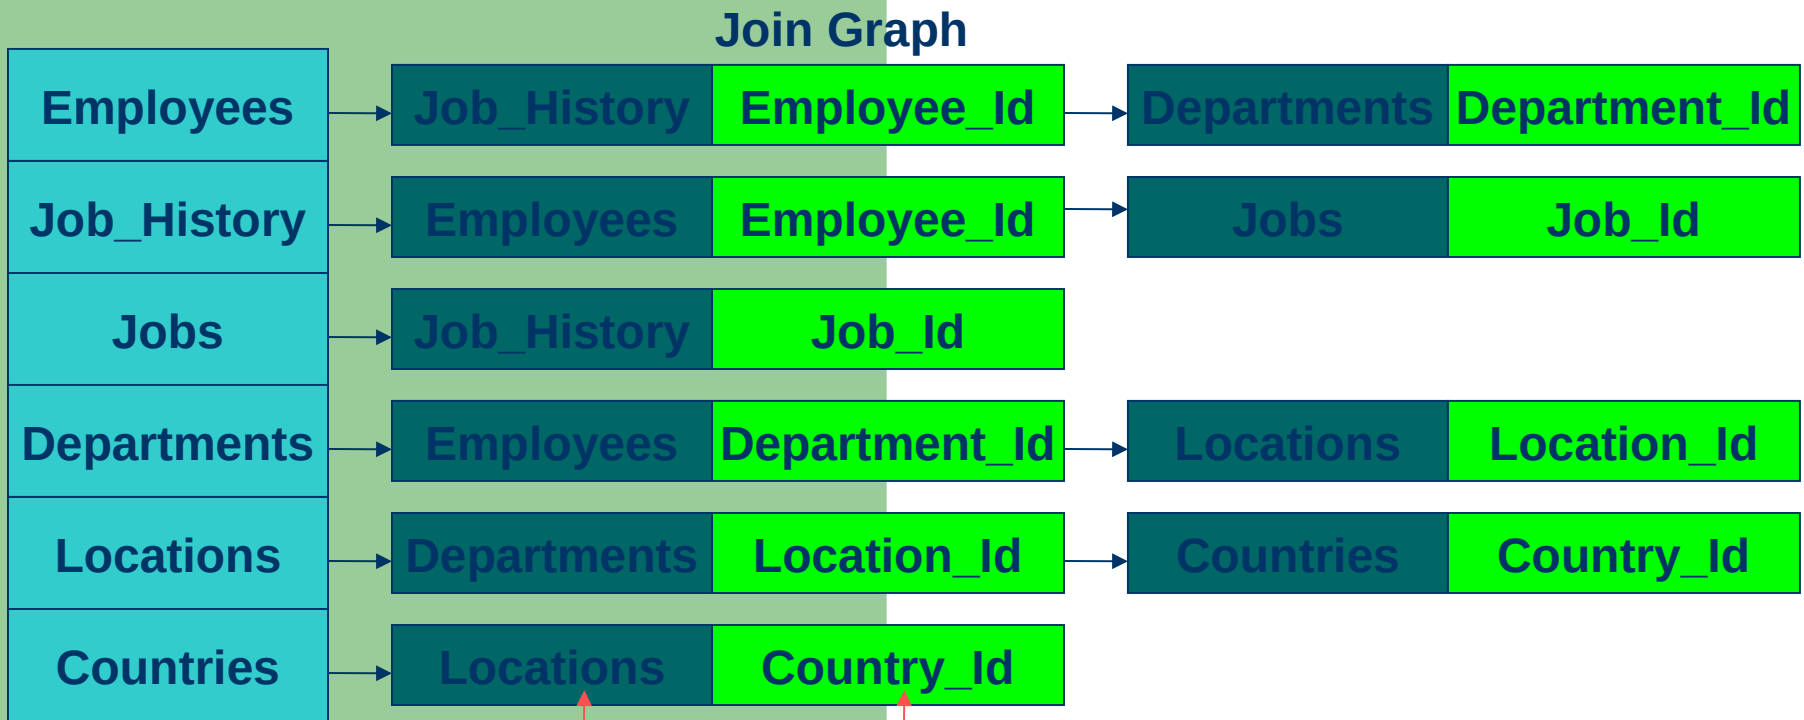 Join Graph
Employees Job_History Employee_Id Departments Department_Id
Job_History Employees Employee_Id Jobs Job_Id
Jobs Job_History Job_Id
Departments Employees Department_Id Locations Location_Id
Locations Departments Location_Id Countries Country_Id
Countries Locations Country_Id